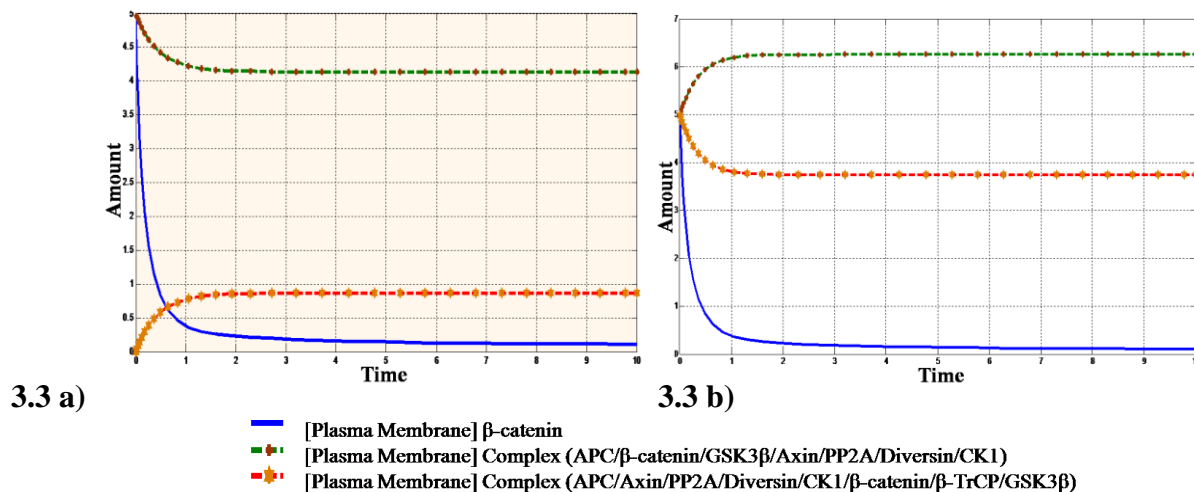 5
4.5
4
3.5
3
2.5
2
1.5
1
0.5
0
0 1 2 3 4 5 6 7 8 9 10
Amount
Time
3.3 a)
7
6
5
4
3
2
1
0
0 1 2 3 4 5 6 7 8 9 1
Amount
Time
3.3 b)
[Plasma Membrane] β-catenin
[Plasma Membrane] Complex (APC/β-catenin/GSK3β/Axin/PP2A/Diversin/CK1)
[Plasma Membrane] Complex (APC/Axin/PP2A/Diversin/CK1/β-catenin/β-TrCP/GSK3β)